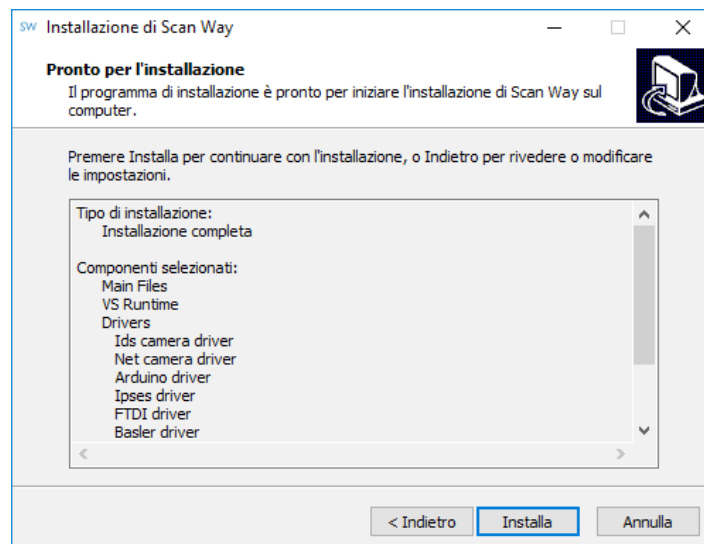 SW Installazione di Scan Way
Pronto per l'installazione
Il programma di installazione è pronto per iniziare l'installazione di Scan Way sul
computer.
Premere Installa per continuare con l'installazione, o Indietro per rivedere o modificare
le impostazioni.
Tipo di installazione:
Installazione completa
Componenti selezionati:
Main Files
VS Runtime
Drivers
Ids camera driver
Net camera driver
Arduino driver
Ipses driver
FTDI driver
Basler driver
< Indietro
Installa
Annulla